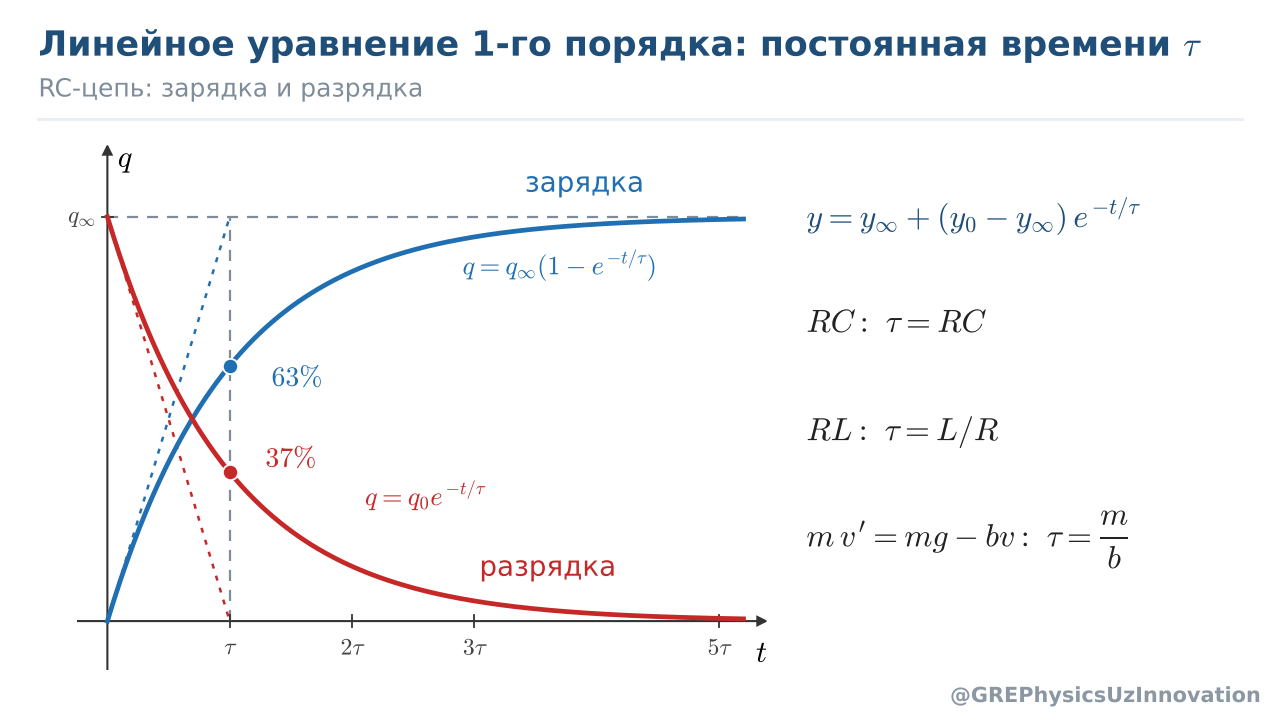 Линейное уравнение 1-го порядка: постоянная времени τ
RC-цепь: зарядка и разрядка
q
зарядка
q∞
y = y∞ + (y₀ − y∞) e^{−t/τ}
q = q∞(1 − e^{−t/τ})
RC: τ = RC
63%
RL: τ = L/R
37%
q = q₀e^{−t/τ}
m v′ = mg − bv: τ = m/b
разрядка
τ 2τ 3τ 5τ t
@GREPhysicsUzInnovation